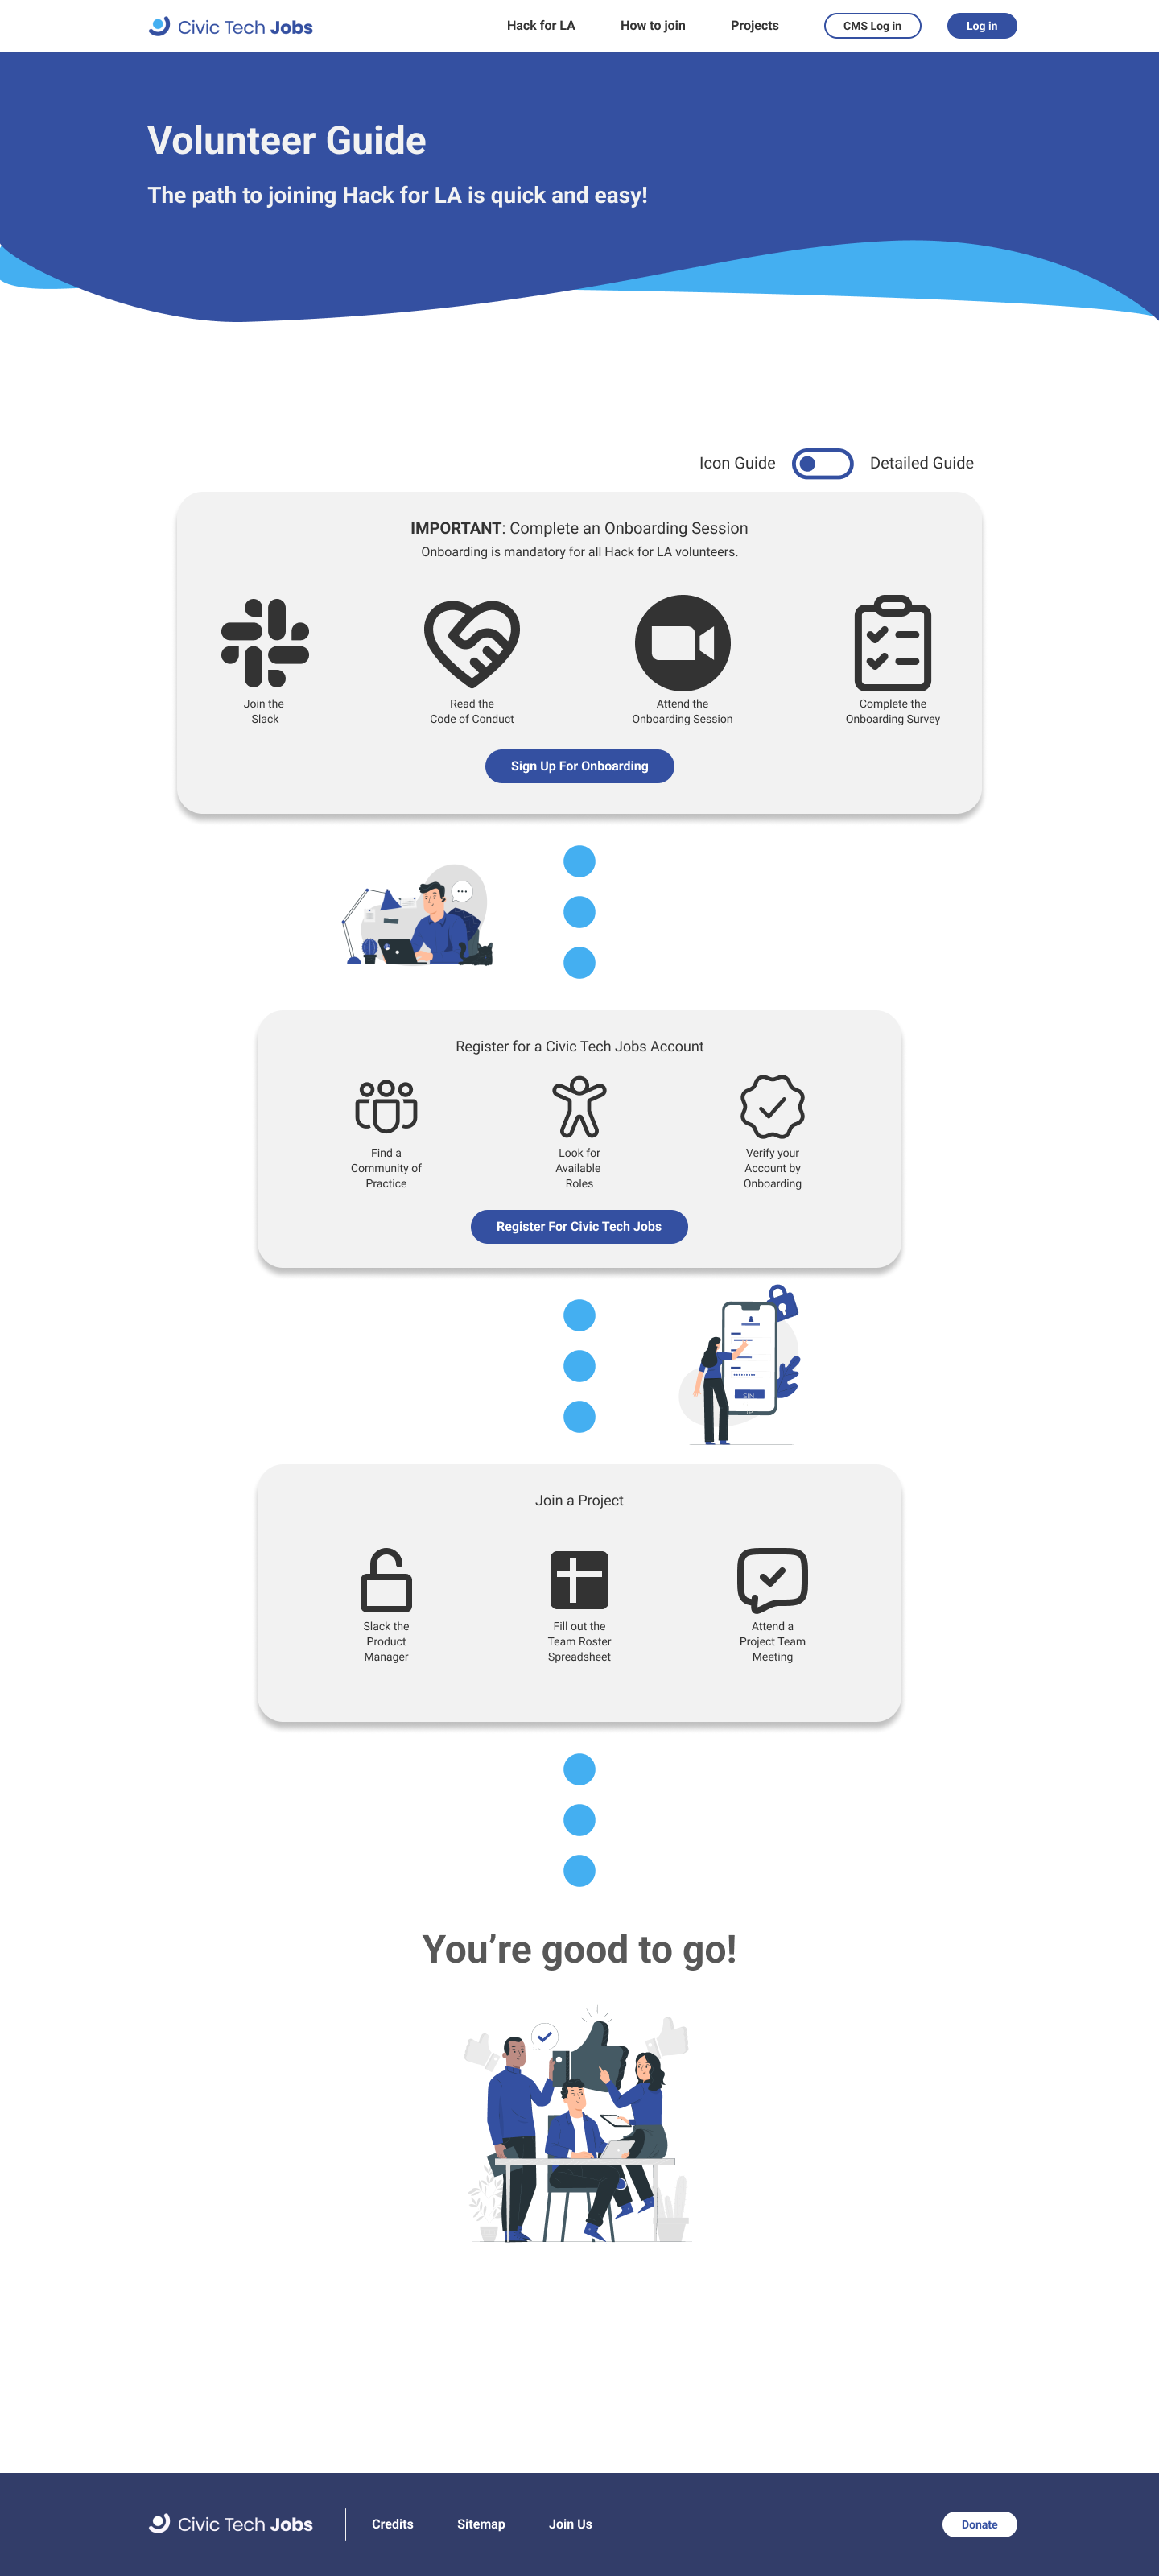 Civic Tech Jobs
Hack for LA
How to join
Projects
CMS Log in
Log in
Volunteer Guide
The path to joining Hack for LA is quick and easy!
Icon Guide
Detailed Guide
IMPORTANT: Complete an Onboarding Session
Onboarding is mandatory for all Hack for LA volunteers.
Join the
Slack
Read the
Code of Conduct
Attend the
Onboarding Session
Complete the
Onboarding Survey
Sign Up For Onboarding
Register for a Civic Tech Jobs Account
Find a
Community of
Practice
Look for
Available
Roles
Verify your
Account by
Onboarding
Register For Civic Tech Jobs
SIN
UP
Join a Project
Slack the
Product
Manager
Fill out the
Team Roster
Spreadsheet
Attend a
Project Team
Meeting
You’re good to go!
Civic Tech Jobs
Credits
Sitemap
Join Us
Donate